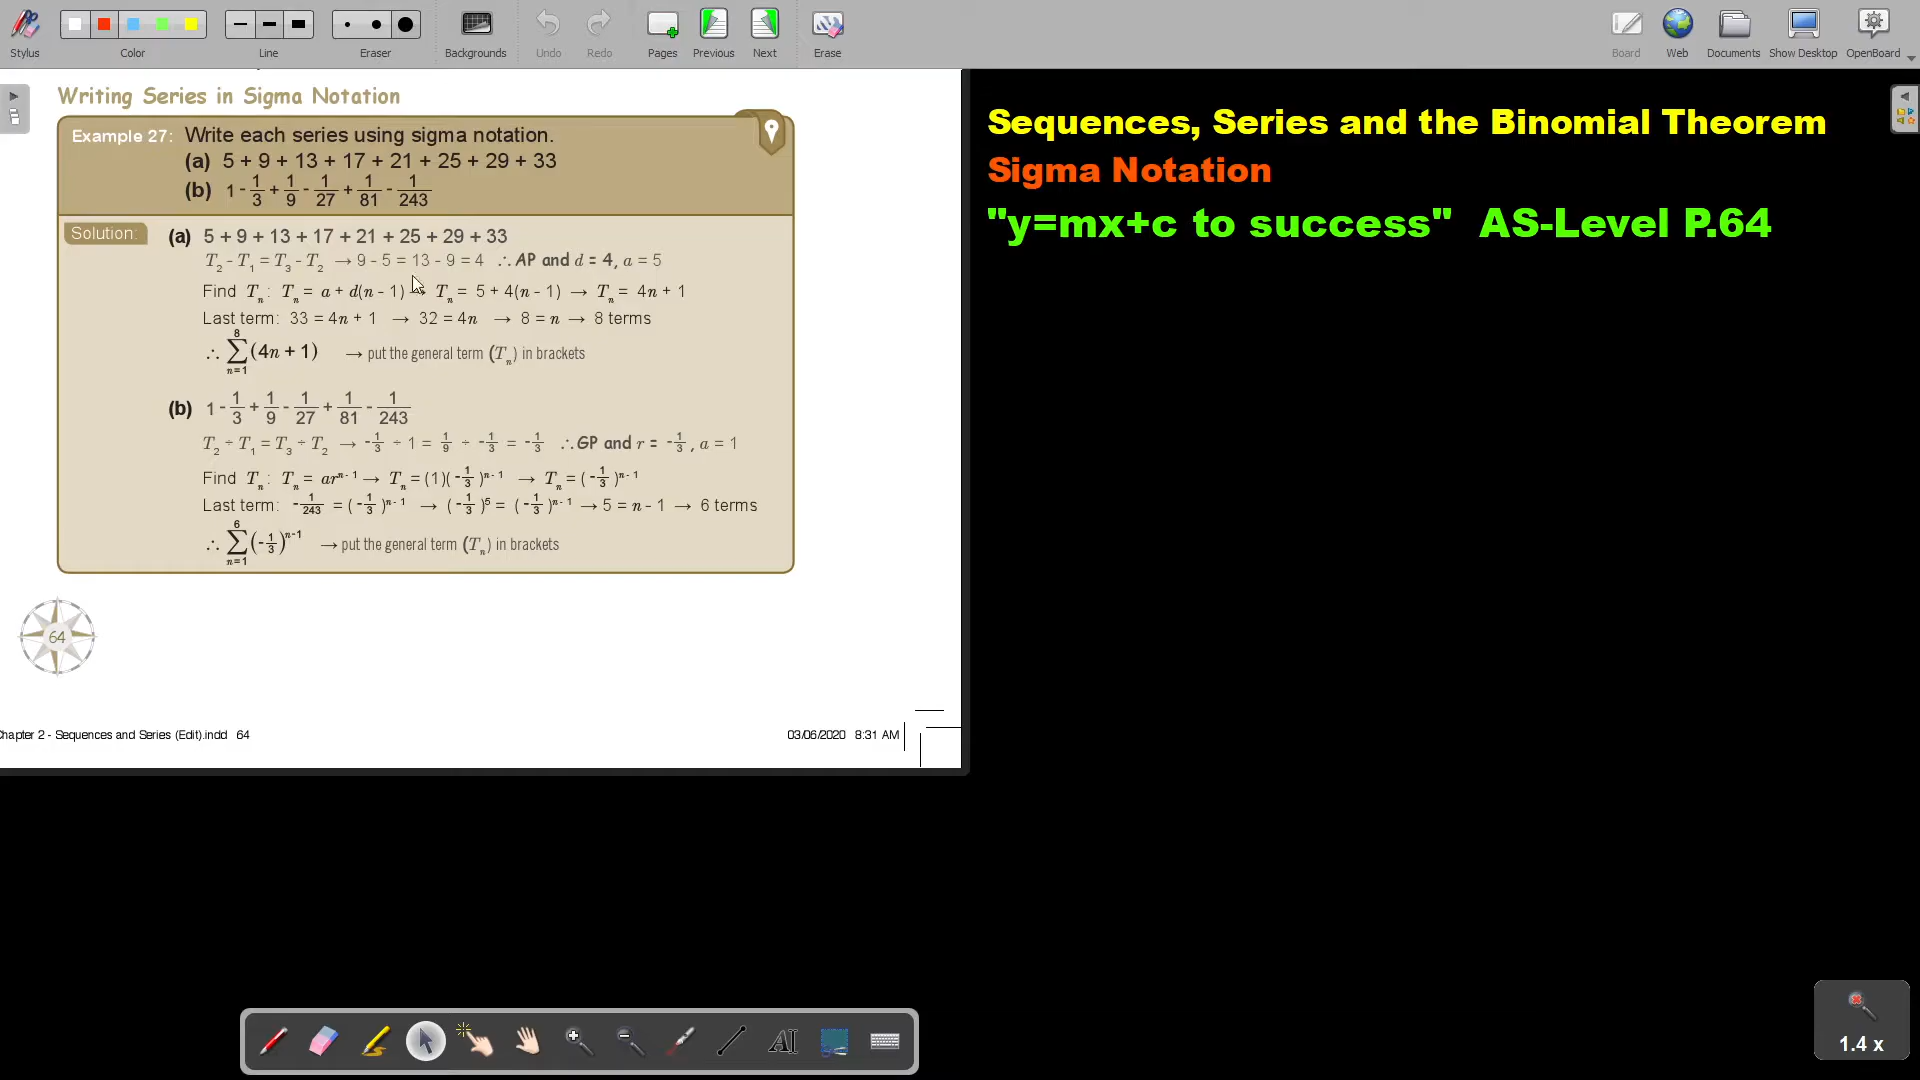 Stylus
Color
Line
Eraser
Backgrounds
Undo
Redo
Pages
Previous
Next
Erase
Board
Web
Documents
Show Desktop
OpenBoard
Writing Series in Sigma Notation
Example 27: Write each series using sigma notation.
(a) 5 + 9 + 13 + 17 + 21 + 25 + 29 + 33
(b) 1 - 1/3 + 1/9 - 1/27 + 1/81 - 1/243
Solution:
(a) 5 + 9 + 13 + 17 + 21 + 25 + 29 + 33
T₂ - T₁ = T₃ - T₂ → 9 - 5 = 13 - 9 = 4 ∴ AP and d = 4, a = 5
Find Tₙ: Tₙ = a + d(n - 1) → Tₙ = 5 + 4(n - 1) → Tₙ = 4n + 1
Last term: 33 = 4n + 1 → 32 = 4n → 8 = n → 8 terms
8
∴ ∑ (4n + 1) → put the general term (Tₙ) in brackets
n=1
(b) 1 - 1/3 + 1/9 - 1/27 + 1/81 - 1/243
T₂ ÷ T₁ = T₃ ÷ T₂ → -1/3 ÷ 1 = 1/9 ÷ -1/3 = -1/3 ∴ GP and r = -1/3, a = 1
Find Tₙ: Tₙ = arⁿ⁻¹ → Tₙ = (1)(-1/3)ⁿ⁻¹ → Tₙ = (-1/3)ⁿ⁻¹
Last term: -1/243 = (-1/3)ⁿ⁻¹ → (-1/3)⁵ = (-1/3)ⁿ⁻¹ → 5 = n - 1 → 6 terms
6
∴ ∑ (-1/3)ⁿ⁻¹ → put the general term (Tₙ) in brackets
n=1
64
hapter 2 - Sequences and Series (Edit).indd 64
03/06/2020 8:31 AM
Sequences, Series and the Binomial Theorem
Sigma Notation
"y=mx+c to success" AS-Level P.64
1.4 x